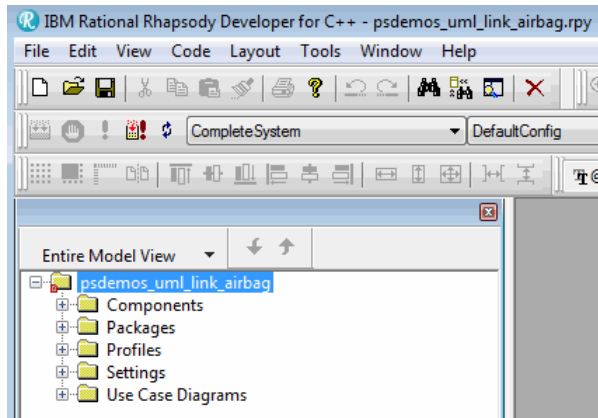 IBM Rational Rhapsody Developer for C++ - psdemos_uml_link_airbag.rpy
File Edit View Code Layout Tools Window Help
CompleteSystem DefaultConfig
Entire Model View
psdemos_uml_link_airbag
Components
Packages
Profiles
Settings
Use Case Diagrams